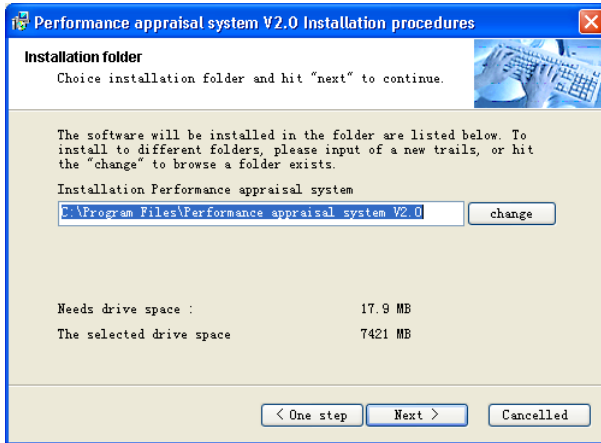 Performance appraisal system V2.0 Installation procedures
Installation folder
Choice installation folder and hit "next" to continue.
The software will be installed in the folder are listed below. To
install to different folders, please input of a new trails, or hit
the "change" to browse a folder exists.
Installation Performance appraisal system
C:\Program Files\Performance appraisal system V2.0
change
Needs drive space : 17.9 MB
The selected drive space 7421 MB
< One step Next > Cancelled